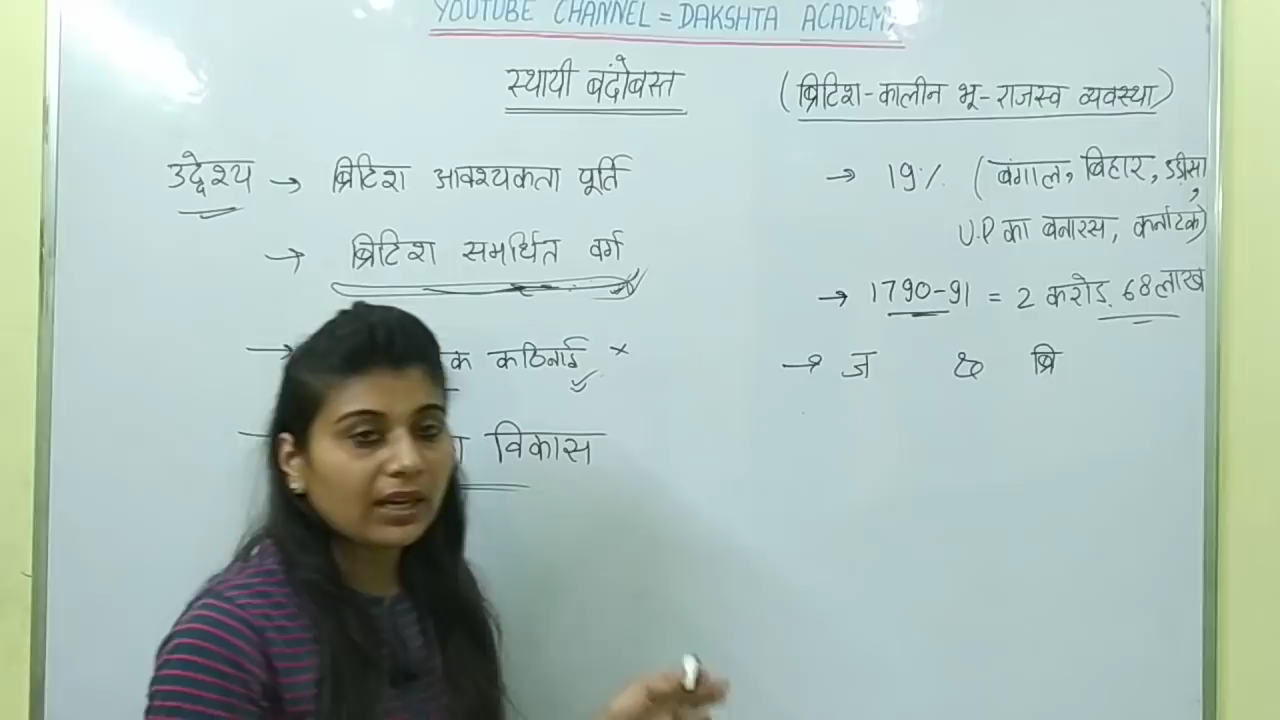 YOUTUBE CHANNEL = DAKSHTA ACADEMY
स्थायी बंदोबस्त
(ब्रिटिश-कालीन भू-राजस्व व्यवस्था)
उद्देश्य → ब्रिटिश आवश्यकता पूर्ति
→ ब्रिटिश समर्थित वर्ग
→ क कठिनाई ×
विकास
→ 19% (बंगाल, बिहार, उड़ीसा,
U.P का बनारस, कर्नाटक)
→ 1790-91 = 2 करोड़. 68 लाख
→ ज & ब्रि